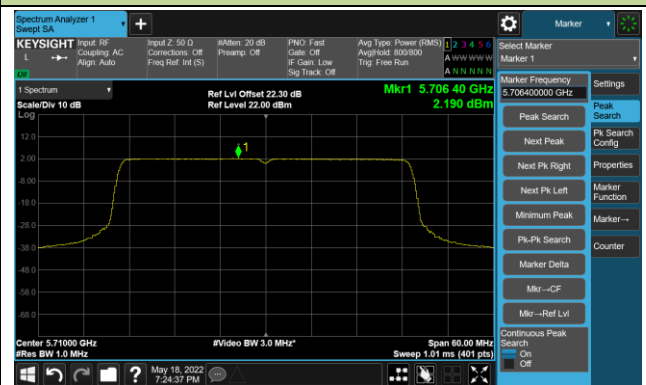 Spectrum Analyzer 1
Swept SA
+
Marker
KEYSIGHT
L
Input: RF
Coupling: AC
Align: Auto
Input Z: 50 Ω
Corrections: Off
Freq Ref: Int (S)
#Atten: 20 dB
Preamp: Off
PNO: Fast
Gate: Off
IF Gain: Low
Sig Track: Off
Avg Type: Power (RMS)
Avg|Hold: 800/800
Trig: Free Run
1 2 3 4 5 6
A W W W W W
A N N N N N
Select Marker
Marker 1
1 Spectrum
Scale/Div 10 dB
Log
Ref Lvl Offset 22.30 dB
Ref Level 22.00 dBm
Mkr1 5.706 40 GHz
2.190 dBm
12.0
2.00
-8.00
-18.0
-28.0
-38.0
-48.0
-58.0
-68.0
1
Center 5.71000 GHz
#Res BW 1.0 MHz
#Video BW 3.0 MHz*
Span 60.00 MHz
Sweep 1.01 ms (401 pts)
Marker Frequency
5.706400000 GHz
Peak Search
Next Peak
Next Pk Right
Next Pk Left
Minimum Peak
Pk-Pk Search
Marker Delta
Mkr→CF
Mkr→Ref Lvl
Continuous Peak
Search
On
Off
Settings
Peak
Search
Pk Search
Config
Properties
Marker
Function
Marker→
Counter
?
May 18, 2022
7:24:37 PM